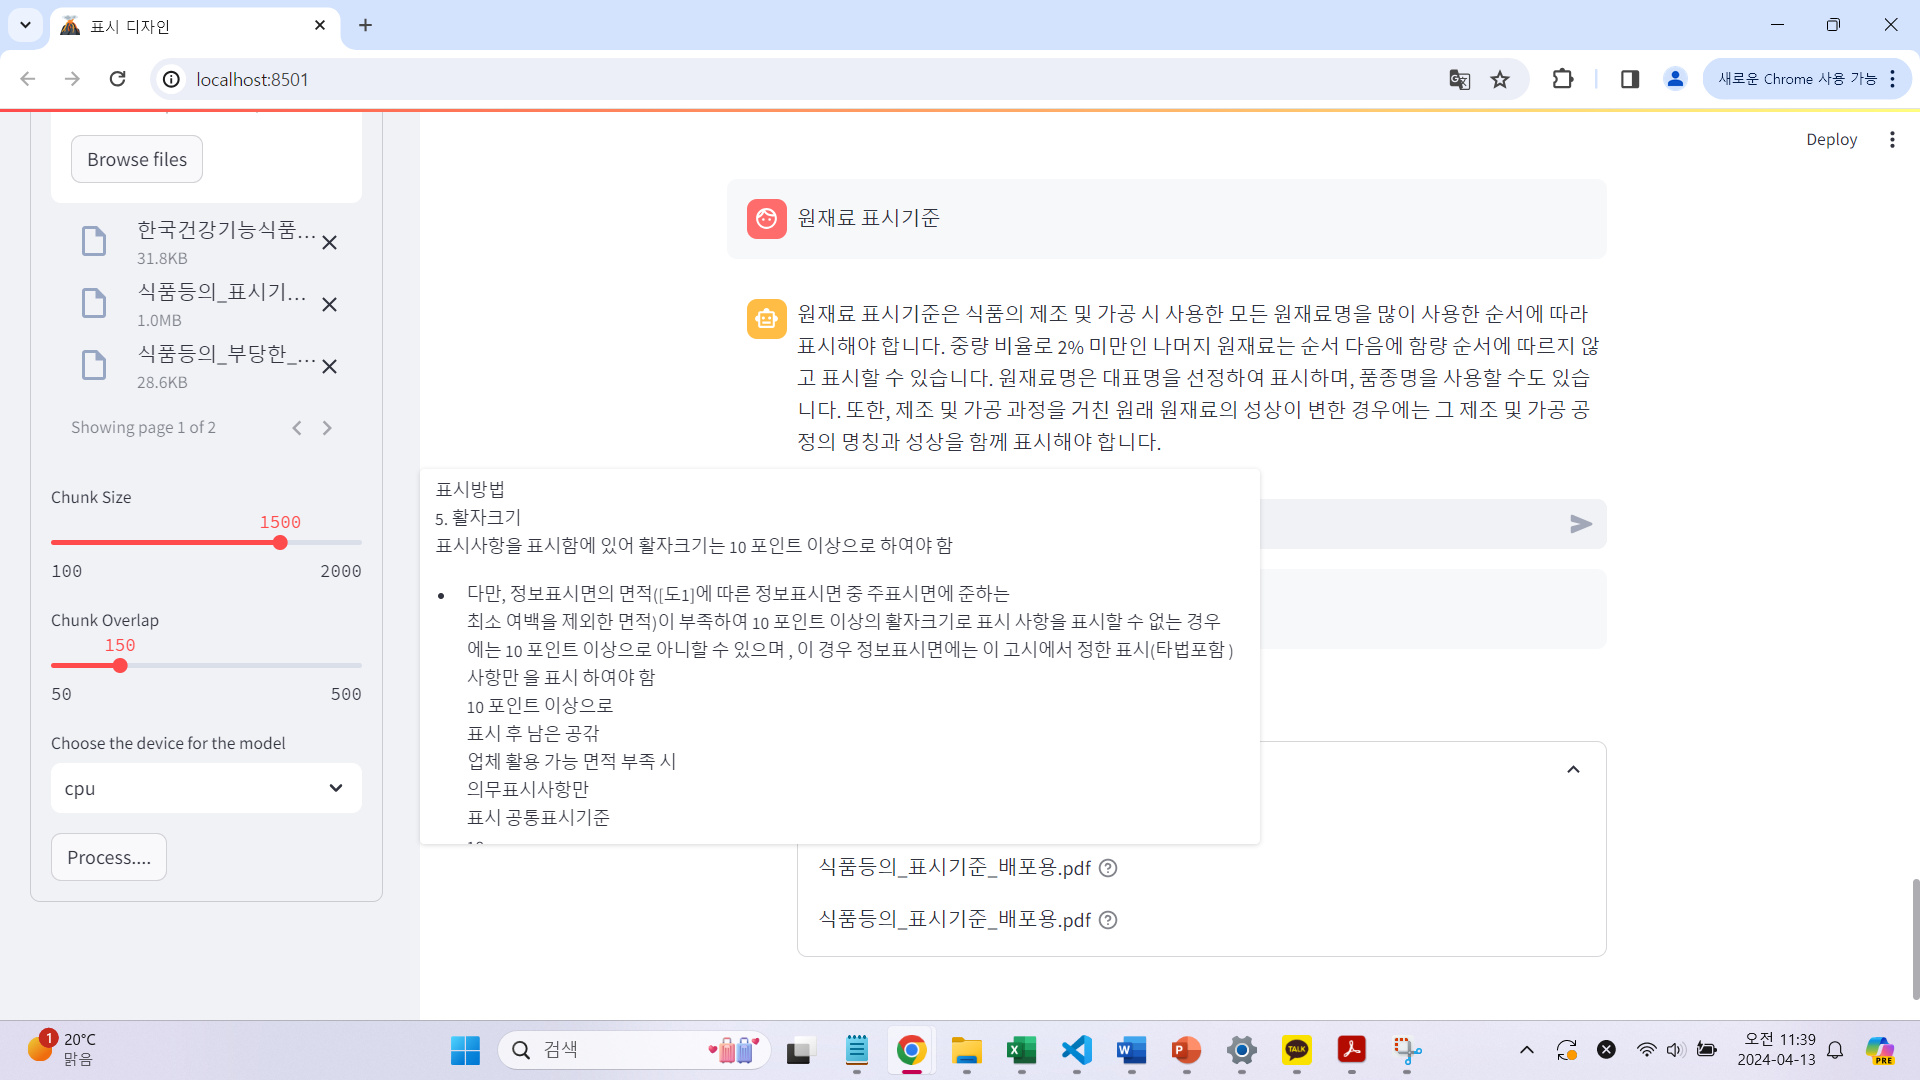 표시 디자인
localhost:8501
새로운 Chrome 사용 가능
Deploy
Browse files
한국건강기능식품...
31.8KB
식품등의_표시기...
1.0MB
식품등의_부당한_...
28.6KB
Showing page 1 of 2
Chunk Size
1500
100
2000
Chunk Overlap
150
50
500
Choose the device for the model
cpu
Process....
원재료 표시기준
원재료 표시기준은 식품의 제조 및 가공 시 사용한 모든 원재료명을 많이 사용한 순서에 따라
표시해야 합니다. 중량 비율로 2% 미만인 나머지 원재료는 순서 다음에 함량 순서에 따르지 않
고 표시할 수 있습니다. 원재료명은 대표명을 선정하여 표시하며, 품종명을 사용할 수도 있습
니다. 또한, 제조 및 가공 과정을 거친 원래 원재료의 성상이 변한 경우에는 그 제조 및 가공 공
정의 명칭과 성상을 함께 표시해야 합니다.
표시방법
5. 활자크기
표시사항을 표시함에 있어 활자크기는 10 포인트 이상으로 하여야 함
• 다만, 정보표시면의 면적([도1]에 따른 정보표시면 중 주표시면에 준하는
최소 여백을 제외한 면적)이 부족하여 10 포인트 이상의 활자크기로 표시 사항을 표시할 수 없는 경우
에는 10 포인트 이상으로 아니할 수 있으며 , 이 경우 정보표시면에는 이 고시에서 정한 표시(타법포함 )
사항만 을 표시 하여야 함
10 포인트 이상으로
표시 후 남은 공갂
업체 활용 가능 면적 부족 시
의무표시사항만
표시 공통표시기준
식품등의_표시기준_배포용.pdf
식품등의_표시기준_배포용.pdf
1
20°C
맑음
검색
TALK
오전 11:39
2024-04-13
PRE